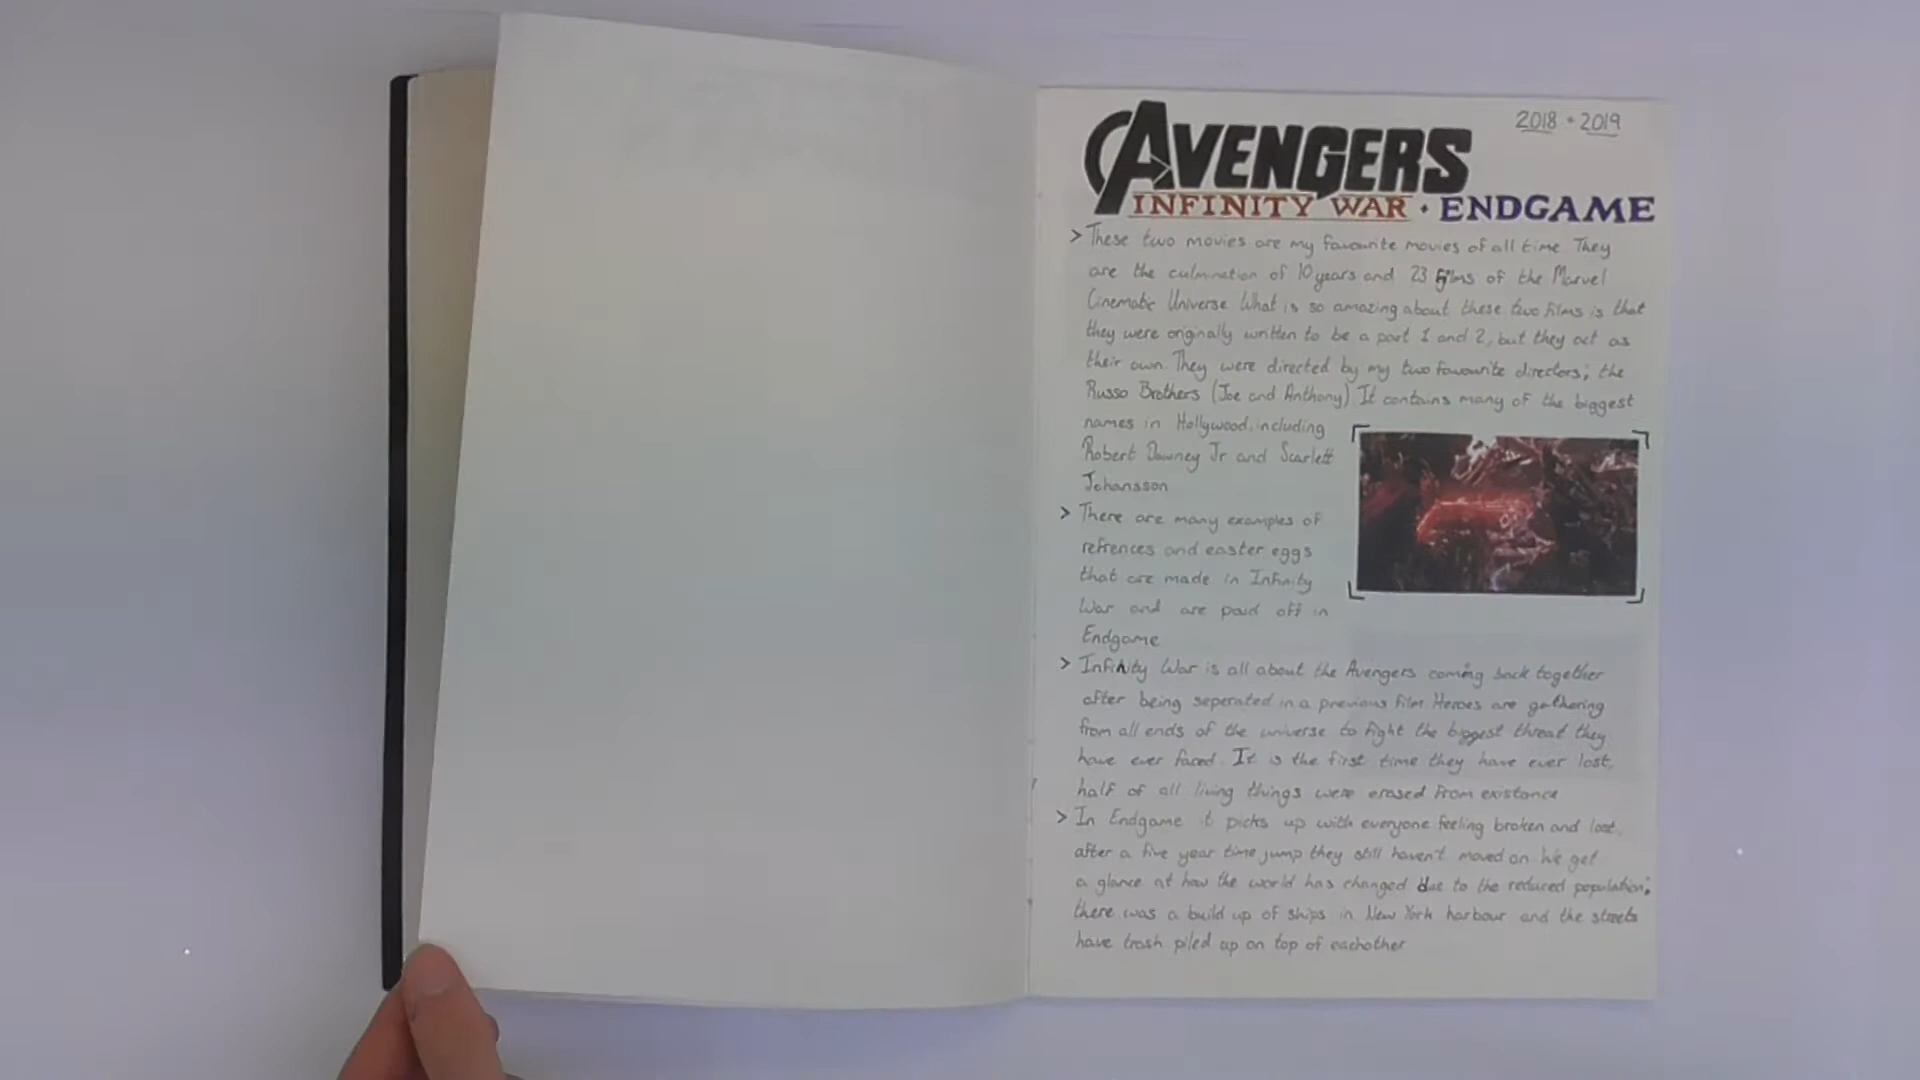 2018 • 2019
AVENGERS
INFINITY WAR • ENDGAME
> These two movies are my favourite movies of all time. They
are the culmination of 10 years and 23 films of the Marvel
Cinematic Universe. What is so amazing about these two films is that
they were originally written to be a part 1 and 2, but they act as
their own. They were directed by my two favourite directors; the
Russo Brothers (Joe and Anthony). It contains many of the biggest
names in Hollywood, including
Robert Downey Jr and Scarlett
Johansson
> There are many examples of
refrences and easter eggs
that are made in Infinity
War and are paid off in
Endgame
> Infinity War is all about the Avengers coming back together
after being seperated in a previous film. Heroes are gathering
from all ends of the universe to fight the biggest threat they
have ever faced. It is the first time they have ever lost,
half of all living things were erased from existance
> In Endgame it picks up with everyone feeling broken and lost,
after a five year time jump they still haven't moved on. We get
a glance at how the world has changed due to the reduced population;
there was a build up of ships in New York harbour and the streets
have trash piled up on top of eachother